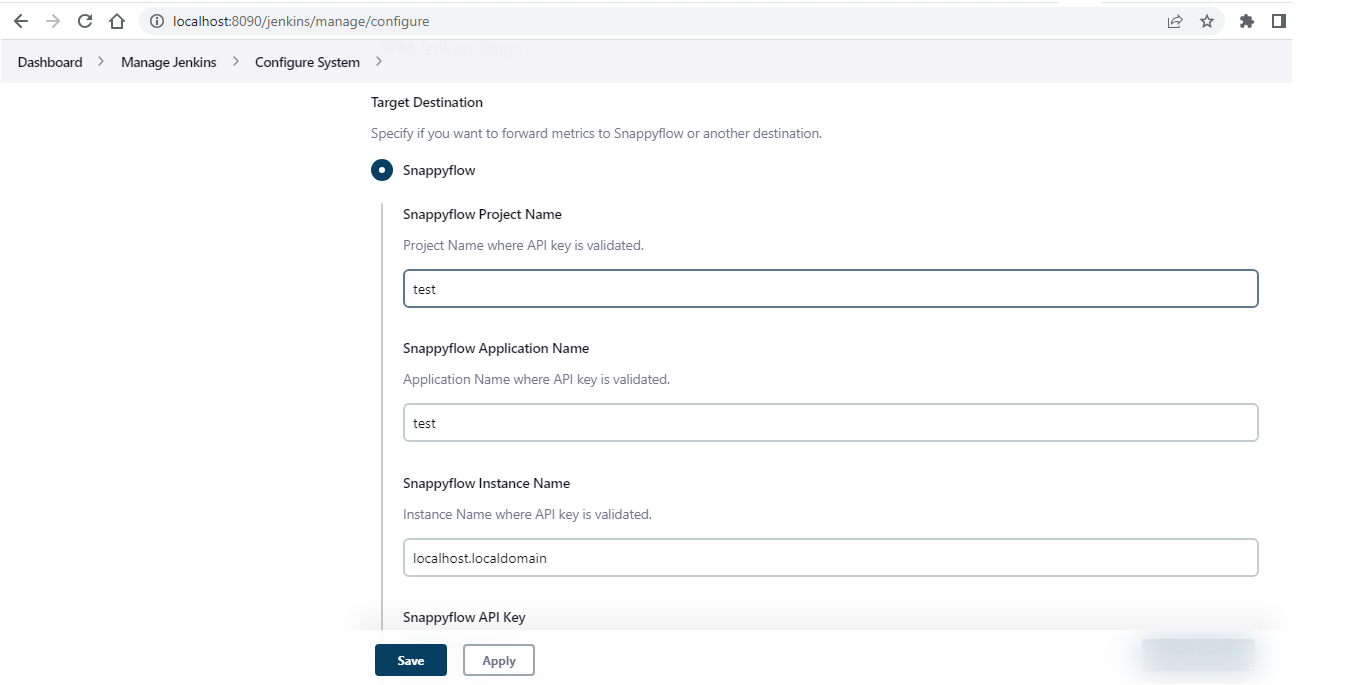 localhost:8090/jenkins/manage/configure
Dashboard > Manage Jenkins > Configure System >
Target Destination
Specify if you want to forward metrics to Snappyflow or another destination.
Snappyflow
Snappyflow Project Name
Project Name where API key is validated.
test
Snappyflow Application Name
Application Name where API key is validated.
test
Snappyflow Instance Name
Instance Name where API key is validated.
localhost.localdomain
Snappyflow API Key
Save Apply